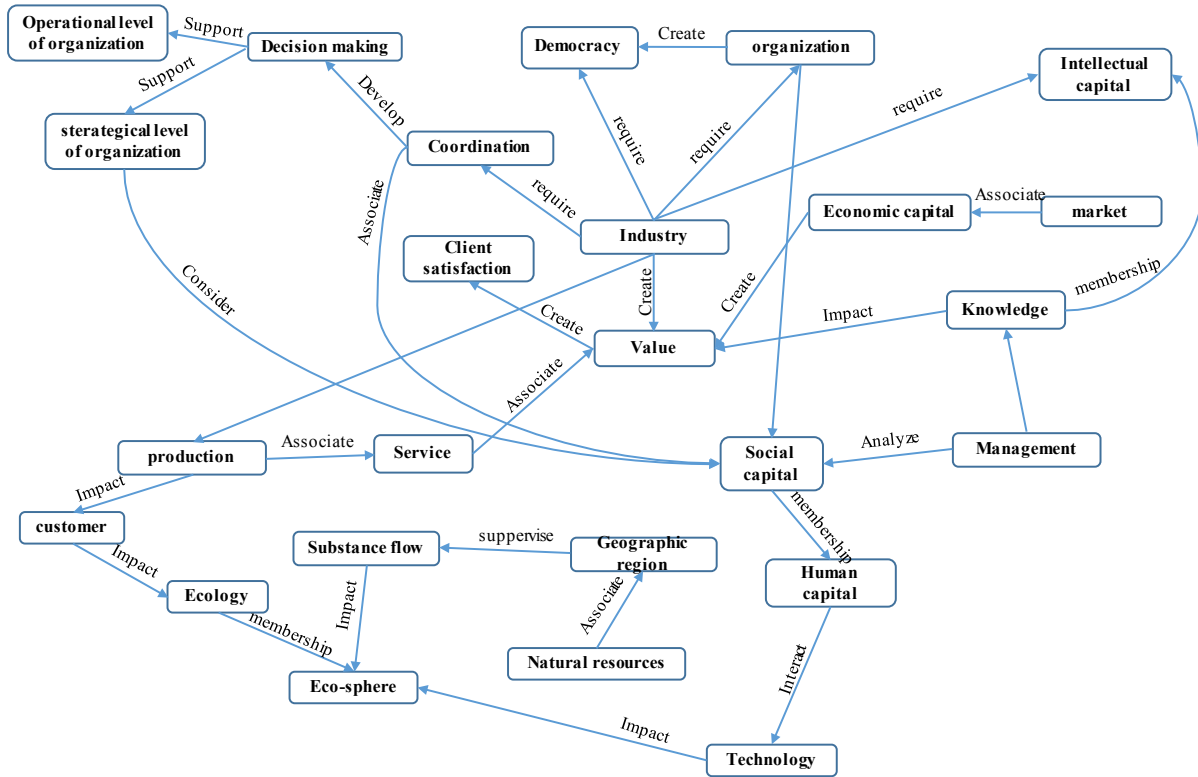 Operational level
of organization
Support
Decision making
Democracy
Create
organization
Intellectual
capital
Support
Develop
require
require
require
sterategical level
of organization
Coordination
Associate
require
Economic capital
Associate
market
Industry
Client
satisfaction
Consider
Create
Create
membership
Create
Impact
Knowledge
Value
Associate
production
Associate
Service
Social
capital
Analyze
Management
Impact
customer
membership
Impact
Substance flow
suppervise
Geographic
region
Human
capital
Ecology
Impact
Associate
membership
Natural resources
Interact
Eco-sphere
Impact
Technology